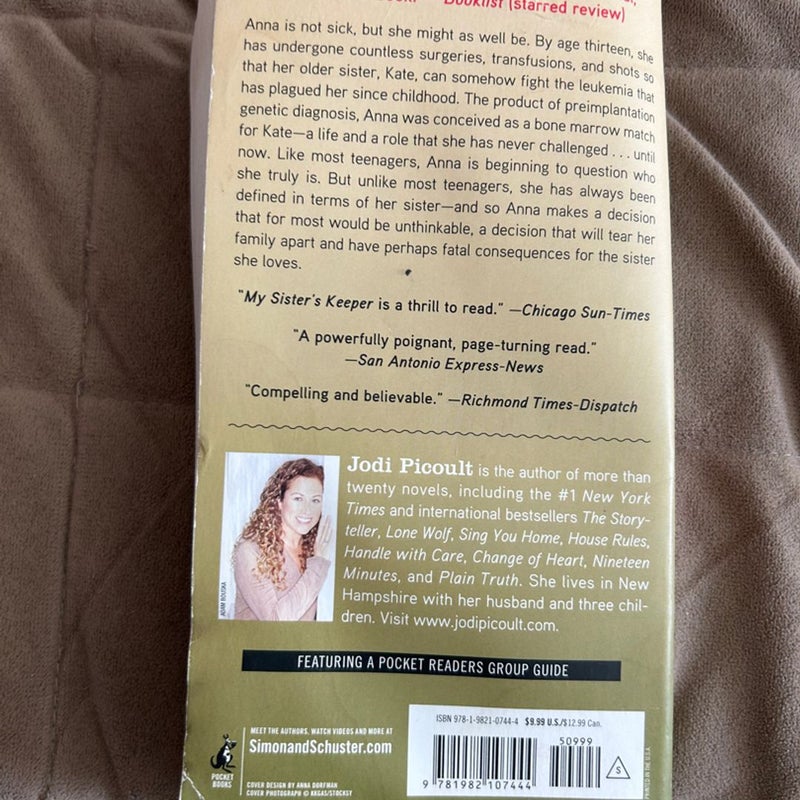 Booklist (starred review)
Anna is not sick, but she might as well be. By age thirteen, she
has undergone countless surgeries, transfusions, and shots so
that her older sister, Kate, can somehow fight the leukemia that
has plagued her since childhood. The product of preimplantation
genetic diagnosis, Anna was conceived as a bone marrow match
for Kate—a life and a role that she has never challenged . . . until
now. Like most teenagers, Anna is beginning to question who
she truly is. But unlike most teenagers, she has always been
defined in terms of her sister—and so Anna makes a decision
that for most would be unthinkable, a decision that will tear her
family apart and have perhaps fatal consequences for the sister
she loves.
"My Sister's Keeper is a thrill to read." —Chicago Sun-Times
"A powerfully poignant, page-turning read."
—San Antonio Express-News
"Compelling and believable." —Richmond Times-Dispatch
Jodi Picoult is the author of more than
twenty novels, including the #1 New York
Times and international bestsellers The Story-
teller, Lone Wolf, Sing You Home, House Rules,
Handle with Care, Change of Heart, Nineteen
Minutes, and Plain Truth. She lives in New
Hampshire with her husband and three chil-
dren. Visit www.jodipicoult.com.
ADAM BOUSKA
FEATURING A POCKET READERS GROUP GUIDE
POCKET
BOOKS
MEET THE AUTHORS, WATCH VIDEOS AND MORE AT
SimonandSchuster.com
COVER DESIGN BY ANNA DORFMAN
COVER PHOTOGRAPH © KKGAS/STOCKSY
ISBN 978-1-9821-0744-4 $9.99 U.S./$12.99 Can.
50999
9 781982 107444
S
PRINTED IN THE U.S.A.